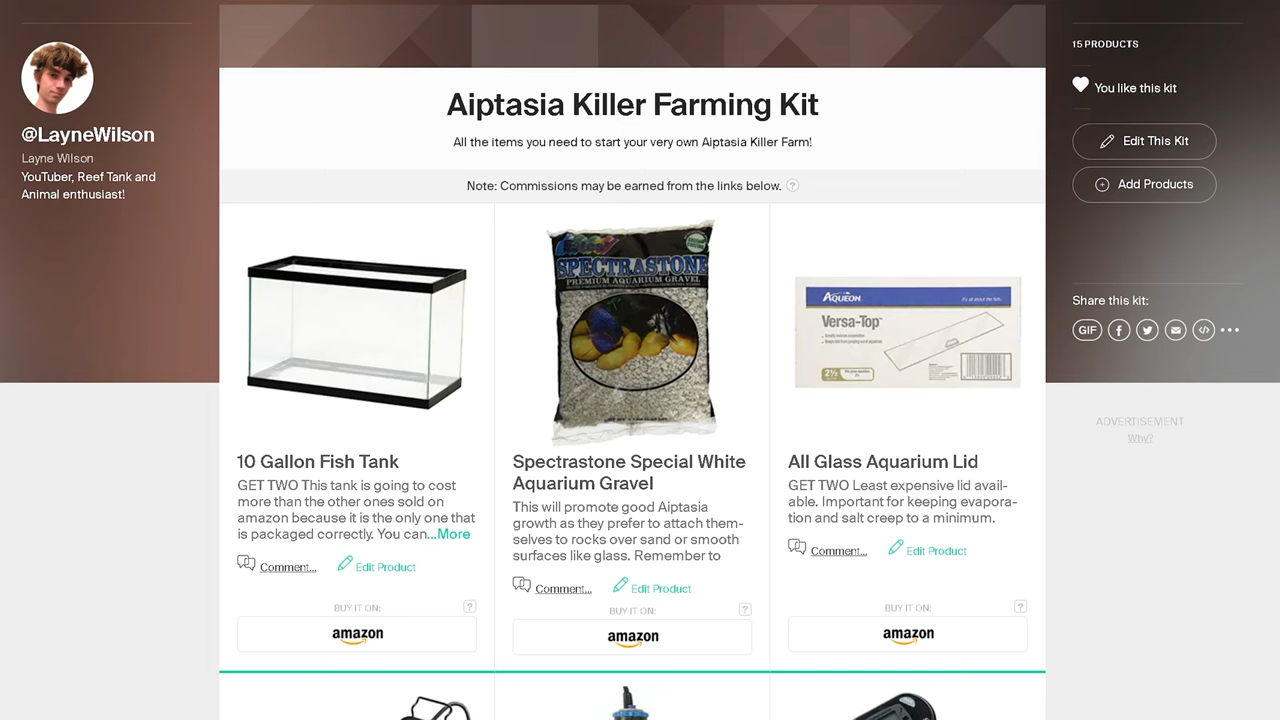 @LayneWilson
Layne Wilson
YouTuber, Reef Tank and
Animal enthusiast!
Aiptasia Killer Farming Kit
All the items you need to start your very own Aiptasia Killer Farm!
Note: Commissions may be earned from the links below. ?
SPECTRASTONE
PREMIUM AQUARIUM GRAVEL
AQUEON
It's all about the fish.
Versa-Top
2½
10 Gallon Fish Tank
GET TWO This tank is going to cost
more than the other ones sold on
amazon because it is the only one that
is packaged correctly. You can...More
Comment...
Edit Product
BUY IT ON:
?
amazon
Spectrastone Special White
Aquarium Gravel
This will promote good Aiptasia
growth as they prefer to attach them-
selves to rocks over sand or smooth
surfaces like glass. Remember to
Comment...
Edit Product
BUY IT ON:
?
amazon
All Glass Aquarium Lid
GET TWO Least expensive lid avail-
able. Important for keeping evapora-
tion and salt creep to a minimum.
Comment...
Edit Product
BUY IT ON:
?
amazon
15 PRODUCTS
You like this kit
Edit This Kit
Add Products
Share this kit:
GIF
ADVERTISEMENT
Why?